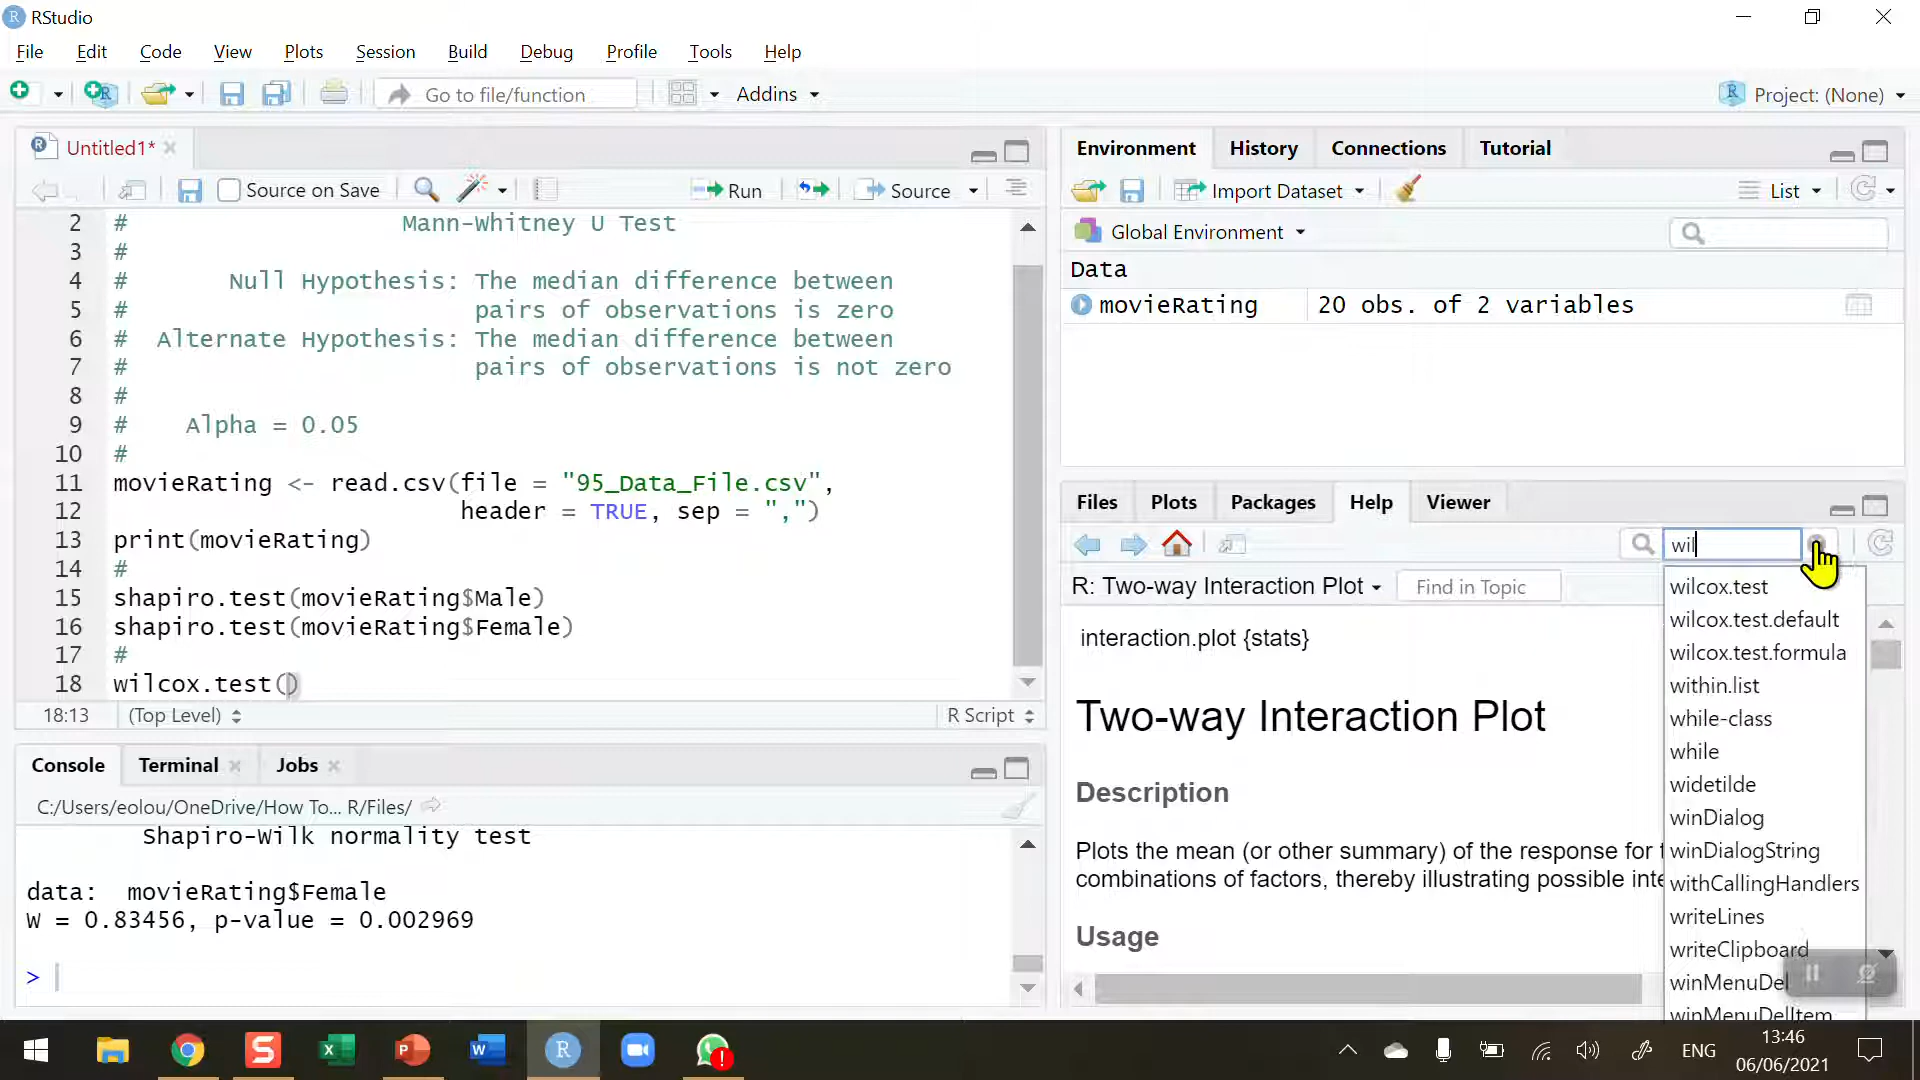 RStudio
File Edit Code View Plots Session Build Debug Profile Tools Help
Go to file/function Addins Project: (None)
Untitled1*
Source on Save Run Source
2 # Mann-Whitney U Test
3 #
4 # Null Hypothesis: The median difference between
5 # pairs of observations is zero
6 # Alternate Hypothesis: The median difference between
7 # pairs of observations is not zero
8 #
9 # Alpha = 0.05
10 #
11 movieRating <- read.csv(file = "95_Data_File.csv",
12 header = TRUE, sep = ",")
13 print(movieRating)
14 #
15 shapiro.test(movieRating$Male)
16 shapiro.test(movieRating$Female)
17 #
18 wilcox.test()
18:13 (Top Level) R Script
Console Terminal Jobs
C:/Users/eolou/OneDrive/How To... R/Files/
Shapiro-Wilk normality test
data: movieRating$Female
W = 0.83456, p-value = 0.002969
>
Environment History Connections Tutorial
Import Dataset List
Global Environment
Data
movieRating 20 obs. of 2 variables
Files Plots Packages Help Viewer
wil
R: Two-way Interaction Plot Find in Topic
interaction.plot {stats}
Two-way Interaction Plot
Description
Plots the mean (or other summary) of the response for
combinations of factors, thereby illustrating possible
Usage
wilcox.test
wilcox.test.default
wilcox.test.formula
within.list
while-class
while
widetilde
winDialog
winDialogString
withCallingHandlers
writeLines
writeClipboard
winMenuDel
winMenuDelItem
ENG
13:46
06/06/2021